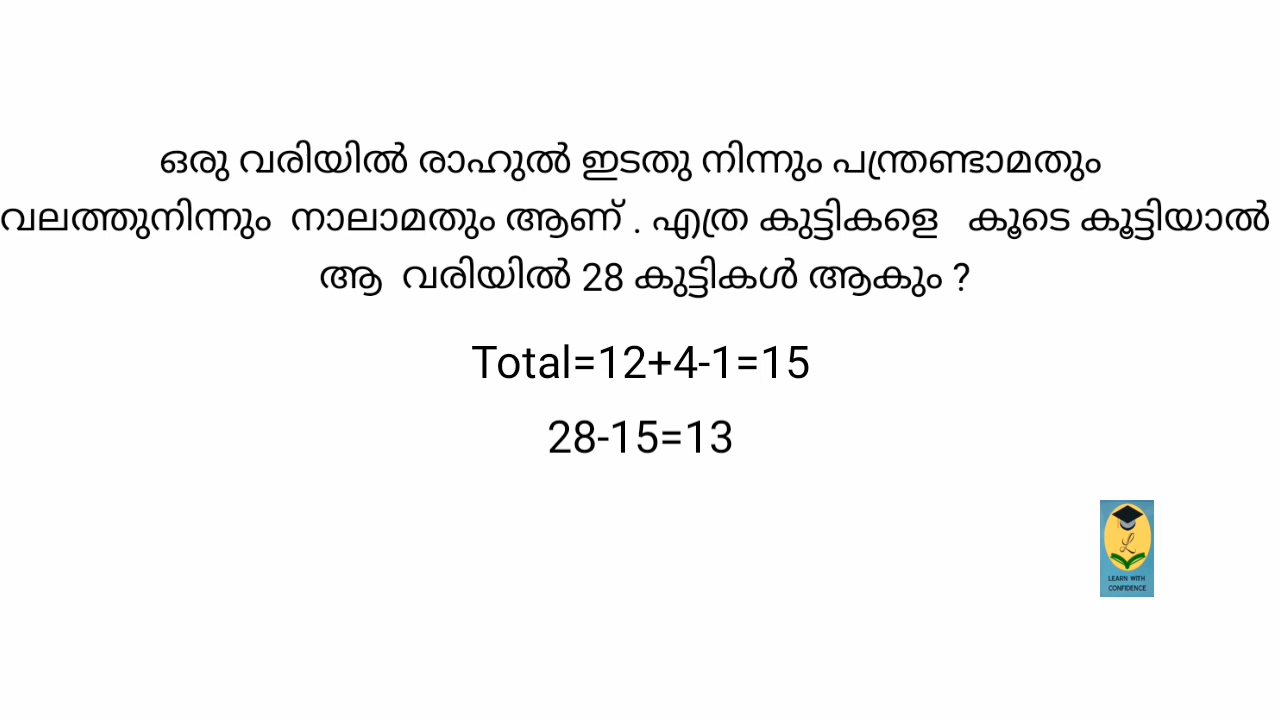 ഒരു വരിയിൽ രാഹുൽ ഇടതു നിന്നും പന്ത്രണ്ടാമതും
വലത്തുനിന്നും നാലാമതും ആണ് . എത്ര കുട്ടികളെ കൂടെ കൂട്ടിയാൽ
ആ വരിയിൽ 28 കുട്ടികൾ ആകും ?
Total=12+4-1=15
28-15=13
L
LEARN WITH
CONFIDENCE